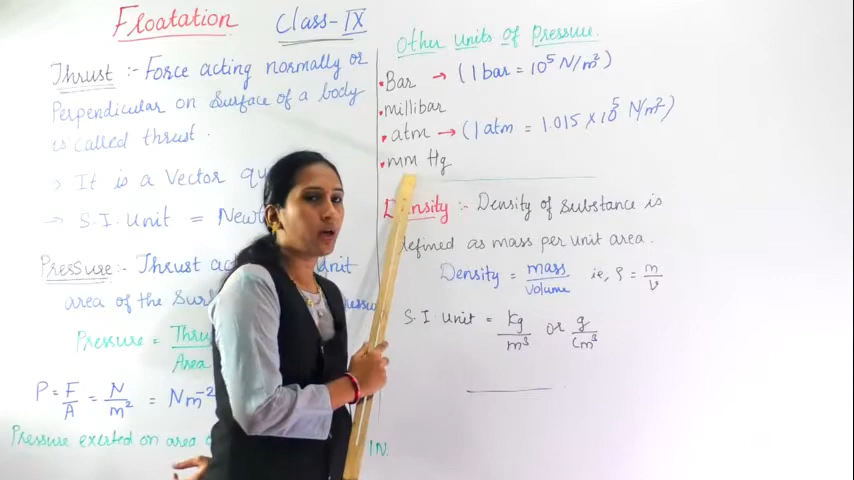 Floatation Class-IX
Thrust :- Force acting normally or
Perpendicular on Surface of a body
is called thrust.
> It is a Vector
→ S.I. Unit =
Pressure :- Thrust unit
area of the
Pressure =
Area
P = F/A = N/m² = Nm⁻²
Pressure exerted on area
IN.
Other Units of Pressure.
• Bar → (1 bar = 10⁵ N/m²)
• millibar
• atm → (1 atm = 1.015 × 10⁵ N/m²)
• mm Hg
Density :- Density of Substance is
defined as mass per unit area.
Density = mass/volume ie, ρ = m/v
S.I. Unit = Kg/m³ or g/cm³